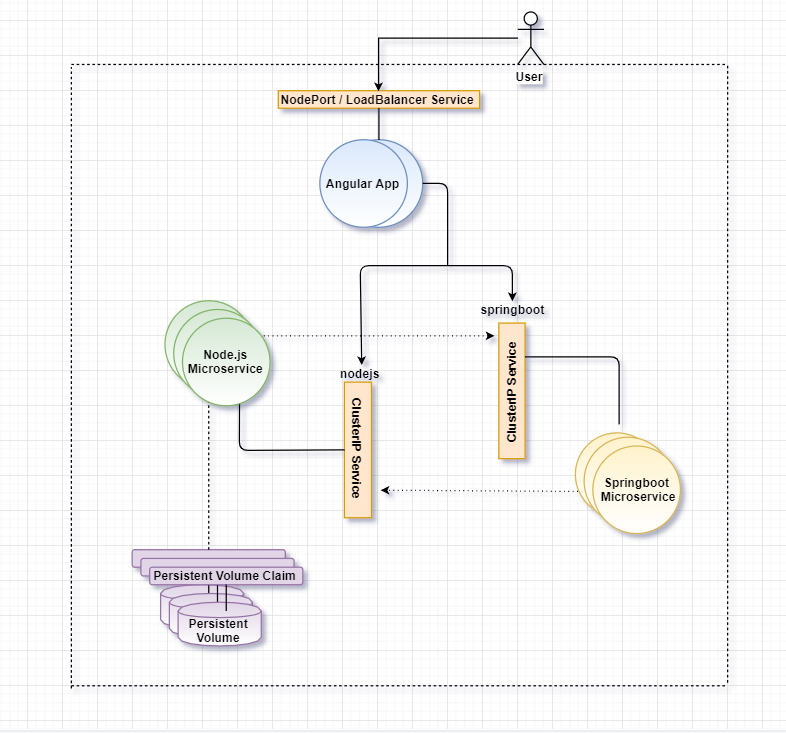 User
NodePort / LoadBalancer Service
Angular App
springboot
ClusterIP Service
Node.js
Microservice
nodejs
ClusterIP Service
Springboot
Microservice
Persistent Volume Claim
Persistent
Volume